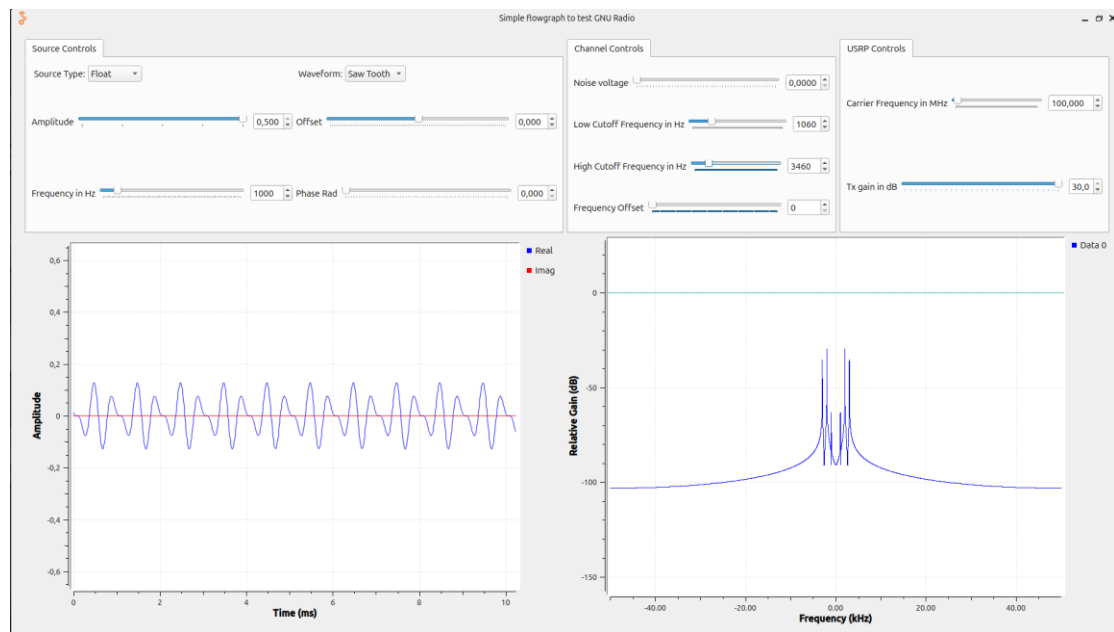 Simple flowgraph to test GNU Radio
Source Controls
Source Type: Float
Waveform: Saw Tooth
Amplitude 0,500 Offset 0,000
Frequency in Hz 1000 Phase Rad 0,000
Channel Controls
Noise voltage 0,0000
Low Cutoff Frequency in Hz 1060
High Cutoff Frequency in Hz 3460
Frequency Offset 0
USRP Controls
Carrier Frequency in MHz 100,000
Tx gain in dB 30,0
Real
Imag
0,6
0,4
0,2
0
-0,2
-0,4
-0,6
Amplitude
0 2 4 6 8 10
Time (ms)
Data 0
0
-50
-100
-150
Relative Gain (dB)
-40.00 -20.00 0.00 20.00 40.00
Frequency (kHz)